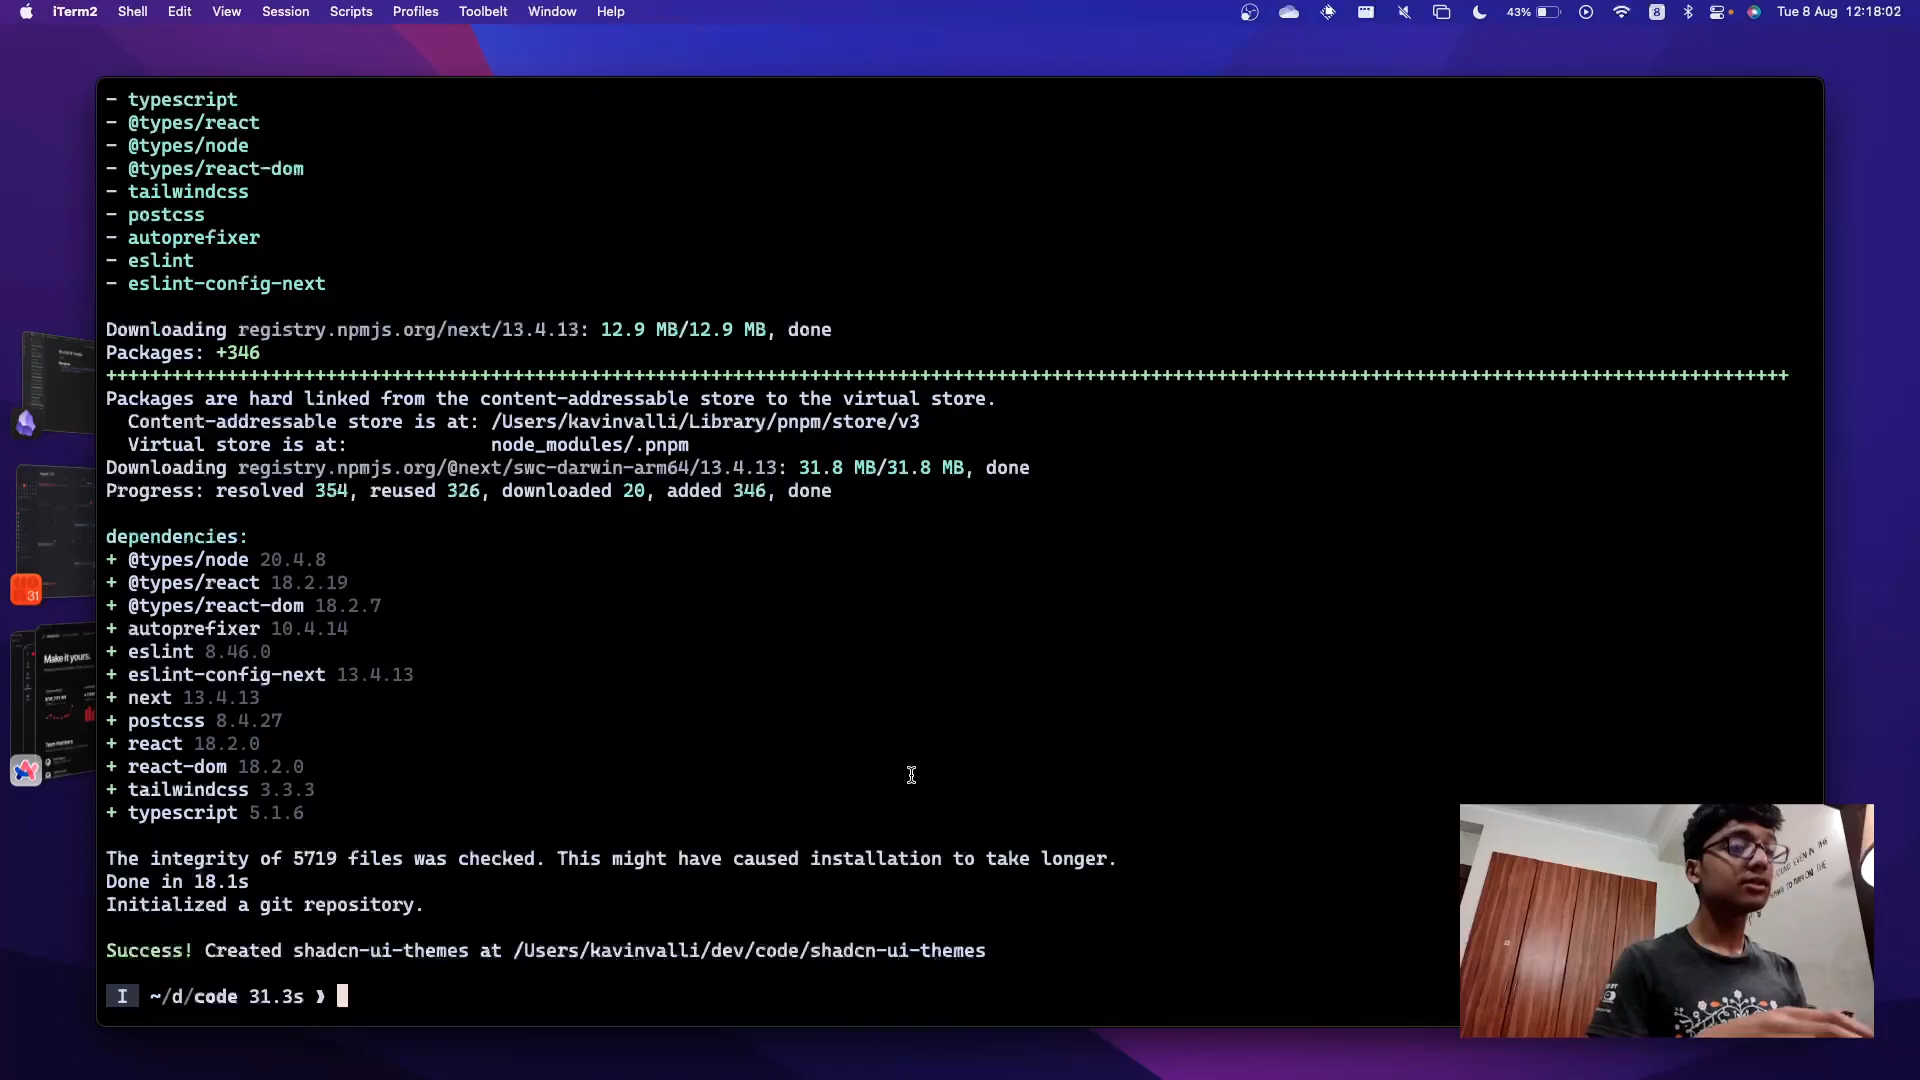 iTerm2 Shell Edit View Session Scripts Profiles Toolbelt Window Help 43% 8 Tue 8 Aug 12:18:02
- typescript
- @types/react
- @types/node
- @types/react-dom
- tailwindcss
- postcss
- autoprefixer
- eslint
- eslint-config-next
Downloading registry.npmjs.org/next/13.4.13: 12.9 MB/12.9 MB, done
Packages: +346
+++++++++++++++++++++++++++++++++++++++++++++++++++++++++++++++++++++++++++++++++++++++++++++++++++++++++++++++++++++++++++++++++++++++++++++++++++++++++
Packages are hard linked from the content-addressable store to the virtual store.
Content-addressable store is at: /Users/kavinvalli/Library/pnpm/store/v3
Virtual store is at: node_modules/.pnpm
Downloading registry.npmjs.org/@next/swc-darwin-arm64/13.4.13: 31.8 MB/31.8 MB, done
Progress: resolved 354, reused 326, downloaded 20, added 346, done
dependencies:
+ @types/node 20.4.8
+ @types/react 18.2.19
+ @types/react-dom 18.2.7
+ autoprefixer 10.4.14
+ eslint 8.46.0
+ eslint-config-next 13.4.13
+ next 13.4.13
+ postcss 8.4.27
+ react 18.2.0
+ react-dom 18.2.0
+ tailwindcss 3.3.3
+ typescript 5.1.6
The integrity of 5719 files was checked. This might have caused installation to take longer.
Done in 18.1s
Initialized a git repository.
Success! Created shadcn-ui-themes at /Users/kavinvalli/dev/code/shadcn-ui-themes
I ~/d/code 31.3s ❱
31
Make it yours.